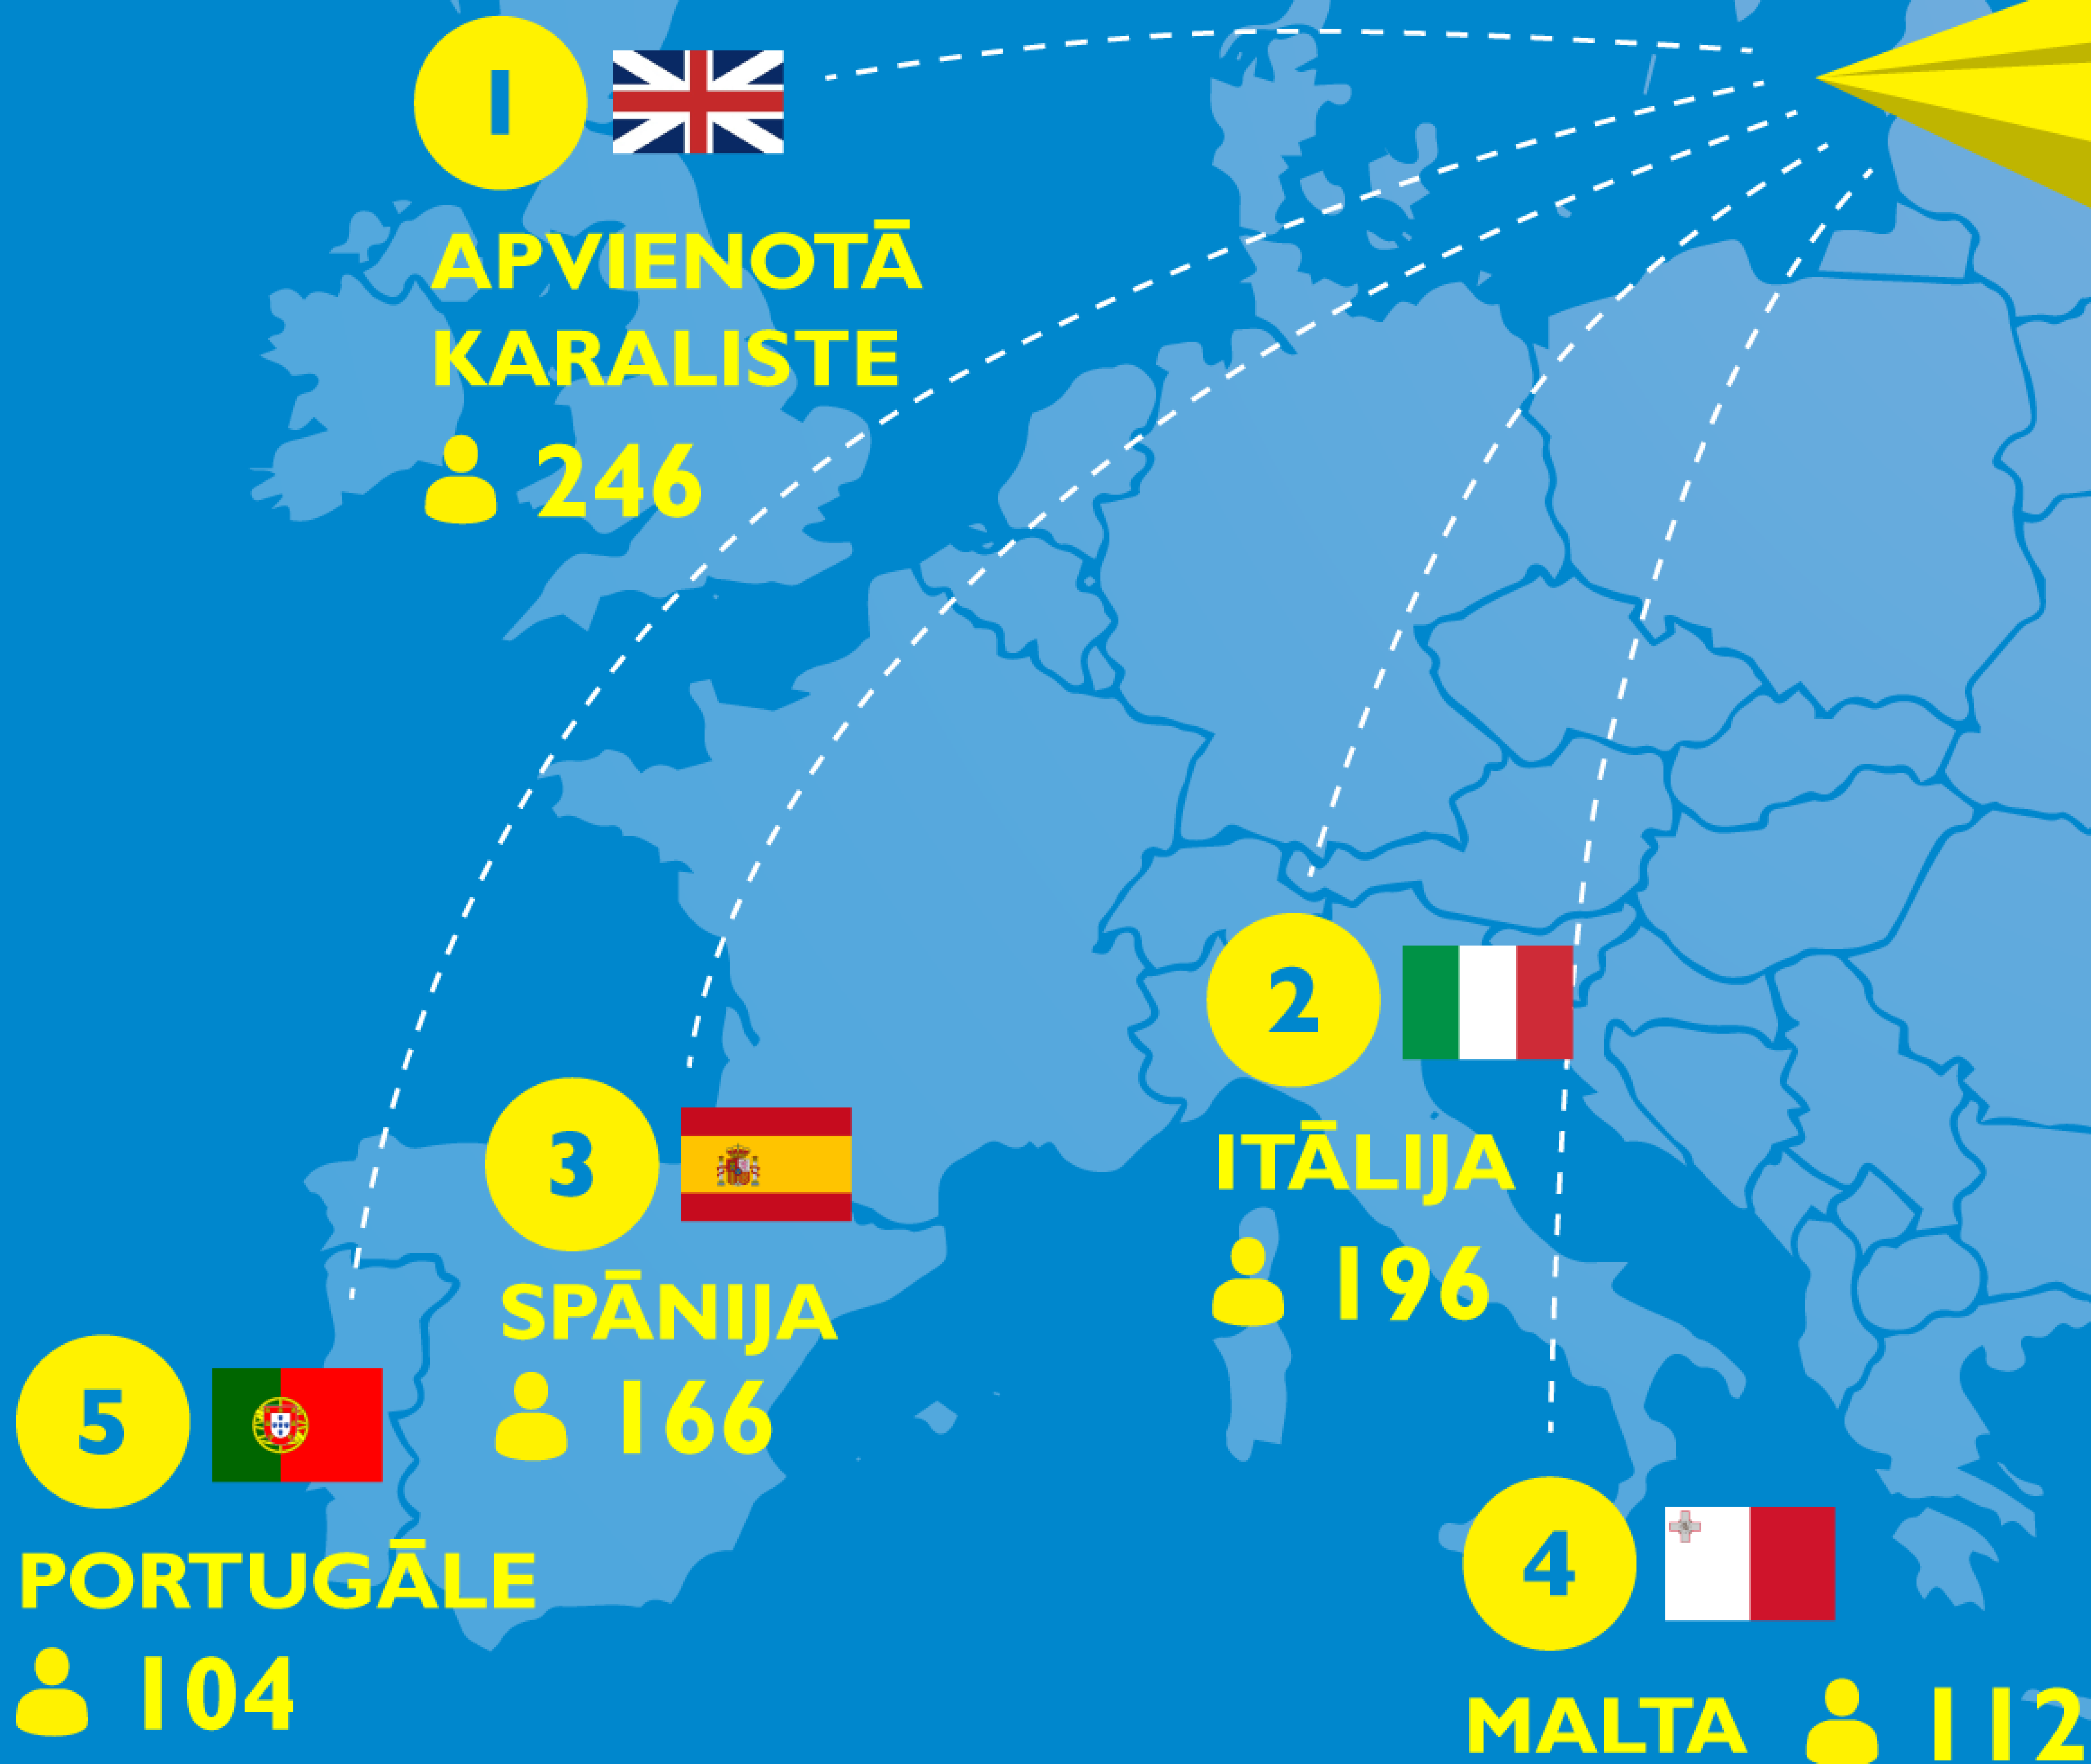 1
APVIENOTĀ
KARALISTE
246
2
ITĀLIJA
196
3
SPĀNIJA
166
4
MALTA 112
5
PORTUGĀLE
104